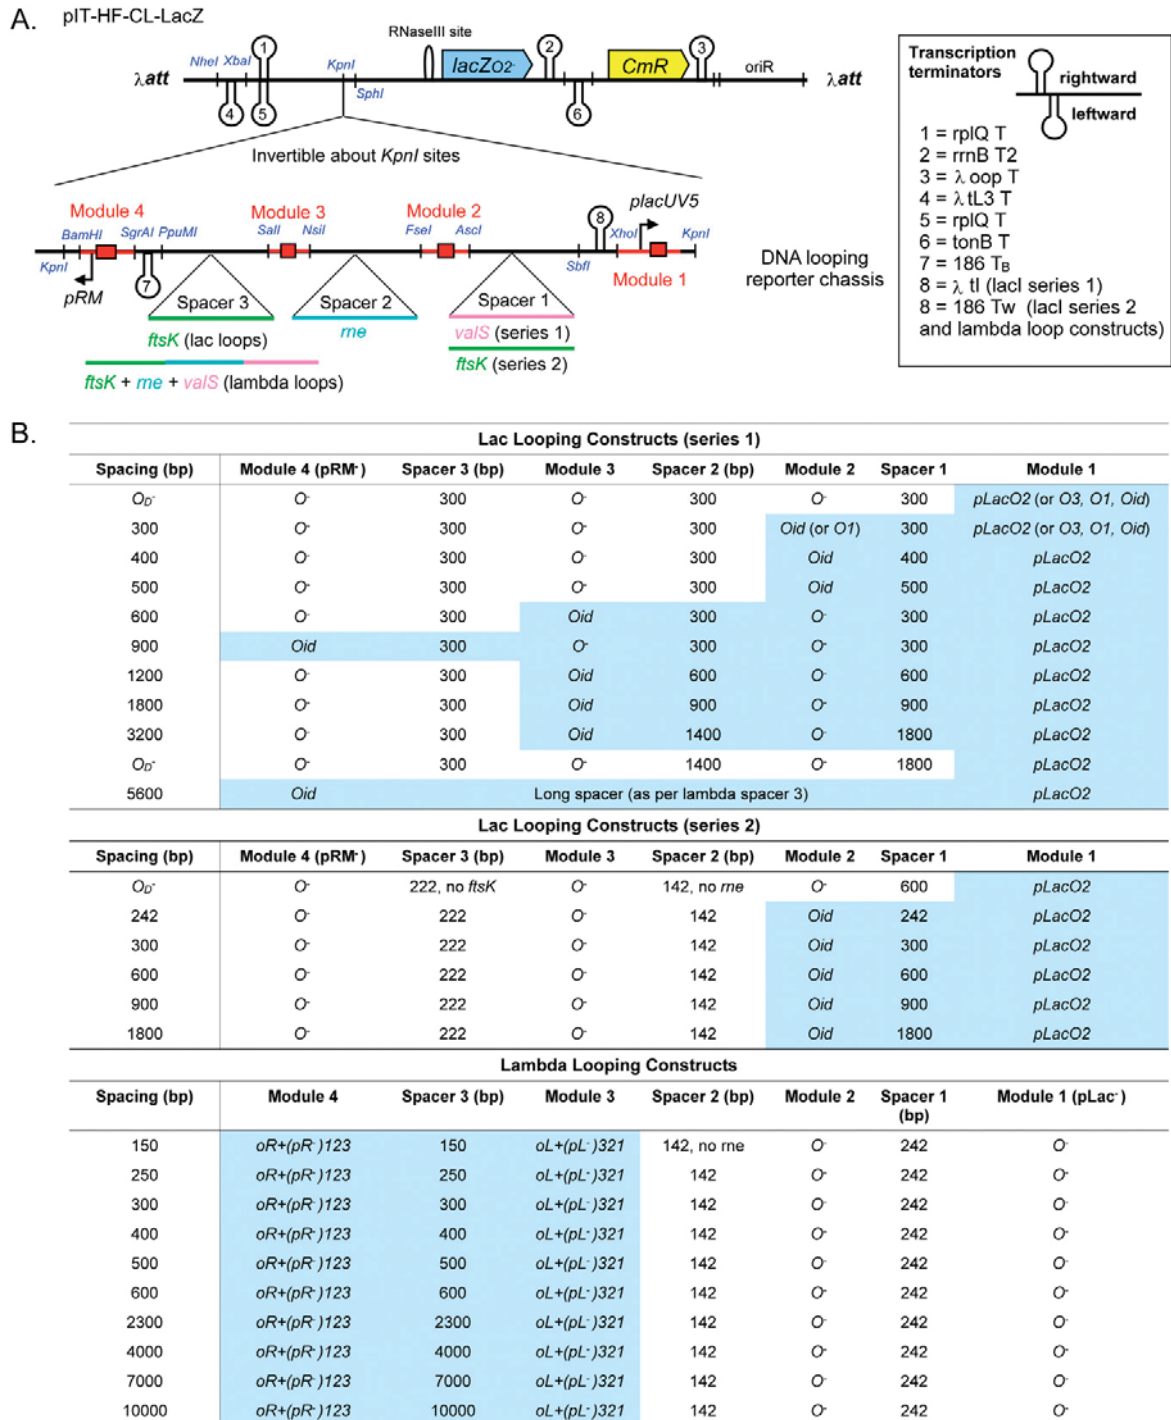 A. pIT-HF-CL-LacZ
RNaseIII site
NheI XbaI 1 KpnI lacZO2- 2 CmR 3 oriR
λatt SphI λatt
4 5 6
Invertible about KpnI sites
Transcription terminators
rightward
leftward
1 = rplQ T
2 = rrnB T2
3 = λ oop T
4 = λ tL3 T
5 = rplQ T
6 = tonB T
7 = 186 TB
8 = λ tI (lacI series 1)
8 = 186 Tw (lacI series 2
and lambda loop constructs)
Module 4 Module 3 Module 2 8 placUV5
BamHI SgrAI PpuMI SalI NsiI FseI AscI XhoI KpnI
KpnI SbfI Module 1
pRM 7
DNA looping
reporter chassis
Spacer 3 Spacer 2 Spacer 1
ftsK (lac loops) rne valS (series 1)
ftsK (series 2)
ftsK + rne + valS (lambda loops)
B.
Lac Looping Constructs (series 1)
Spacing (bp) Module 4 (pRM-) Spacer 3 (bp) Module 3 Spacer 2 (bp) Module 2 Spacer 1 Module 1
OD- O- 300 O- 300 O- 300 pLacO2 (or O3, O1, Oid)
300 O- 300 O- 300 Oid (or O1) 300 pLacO2 (or O3, O1, Oid)
400 O- 300 O- 300 Oid 400 pLacO2
500 O- 300 O- 300 Oid 500 pLacO2
600 O- 300 Oid 300 O- 300 pLacO2
900 Oid 300 O- 300 O- 300 pLacO2
1200 O- 300 Oid 600 O- 600 pLacO2
1800 O- 300 Oid 900 O- 900 pLacO2
3200 O- 300 Oid 1400 O- 1800 pLacO2
OD- O- 300 O- 1400 O- 1800 pLacO2
5600 Oid Long spacer (as per lambda spacer 3) pLacO2
Lac Looping Constructs (series 2)
Spacing (bp) Module 4 (pRM-) Spacer 3 (bp) Module 3 Spacer 2 (bp) Module 2 Spacer 1 Module 1
OD- O- 222, no ftsK O- 142, no rne O- 600 pLacO2
242 O- 222 O- 142 Oid 242 pLacO2
300 O- 222 O- 142 Oid 300 pLacO2
600 O- 222 O- 142 Oid 600 pLacO2
900 O- 222 O- 142 Oid 900 pLacO2
1800 O- 222 O- 142 Oid 1800 pLacO2
Lambda Looping Constructs
Spacing (bp) Module 4 Spacer 3 (bp) Module 3 Spacer 2 (bp) Module 2 Spacer 1 (bp) Module 1 (pLac-)
150 oR+(pR-)123 150 oL+(pL-)321 142, no rne O- 242 O-
250 oR+(pR-)123 250 oL+(pL-)321 142 O- 242 O-
300 oR+(pR-)123 300 oL+(pL-)321 142 O- 242 O-
400 oR+(pR-)123 400 oL+(pL-)321 142 O- 242 O-
500 oR+(pR-)123 500 oL+(pL-)321 142 O- 242 O-
600 oR+(pR-)123 600 oL+(pL-)321 142 O- 242 O-
2300 oR+(pR-)123 2300 oL+(pL-)321 142 O- 242 O-
4000 oR+(pR-)123 4000 oL+(pL-)321 142 O- 242 O-
7000 oR+(pR-)123 7000 oL+(pL-)321 142 O- 242 O-
10000 oR+(pR-)123 10000 oL+(pL-)321 142 O- 242 O-